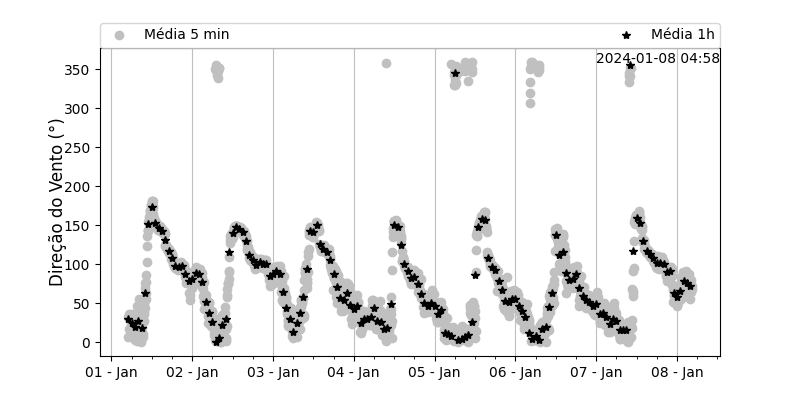 Média 5 min
Média 1h
2024-01-08 04:58
Direção do Vento (°)
350
300
250
200
150
100
50
0
01 - Jan
02 - Jan
03 - Jan
04 - Jan
05 - Jan
06 - Jan
07 - Jan
08 - Jan